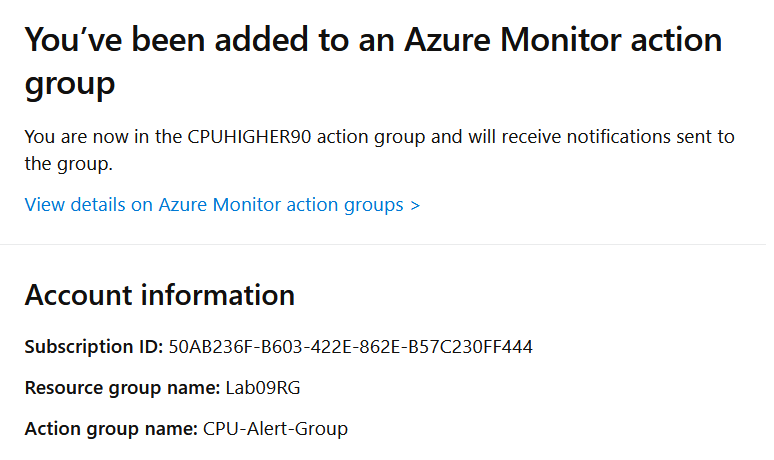 You’ve been added to an Azure Monitor action
group
You are now in the CPUHIGHER90 action group and will receive notifications sent to
the group.
View details on Azure Monitor action groups >
Account information
Subscription ID: 50AB236F-B603-422E-862E-B57C230FF444
Resource group name: Lab09RG
Action group name: CPU-Alert-Group